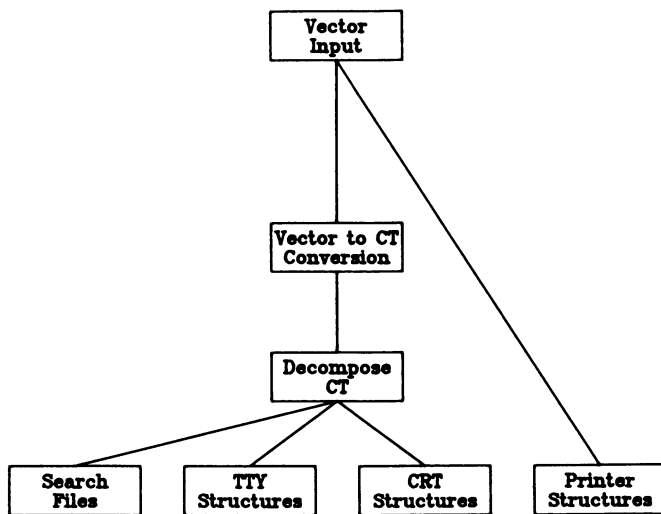 Vector
Input
Vector to CT
Conversion
Decompose
CT
Search
Files
TTY
Structures
CRT
Structures
Printer
Structures